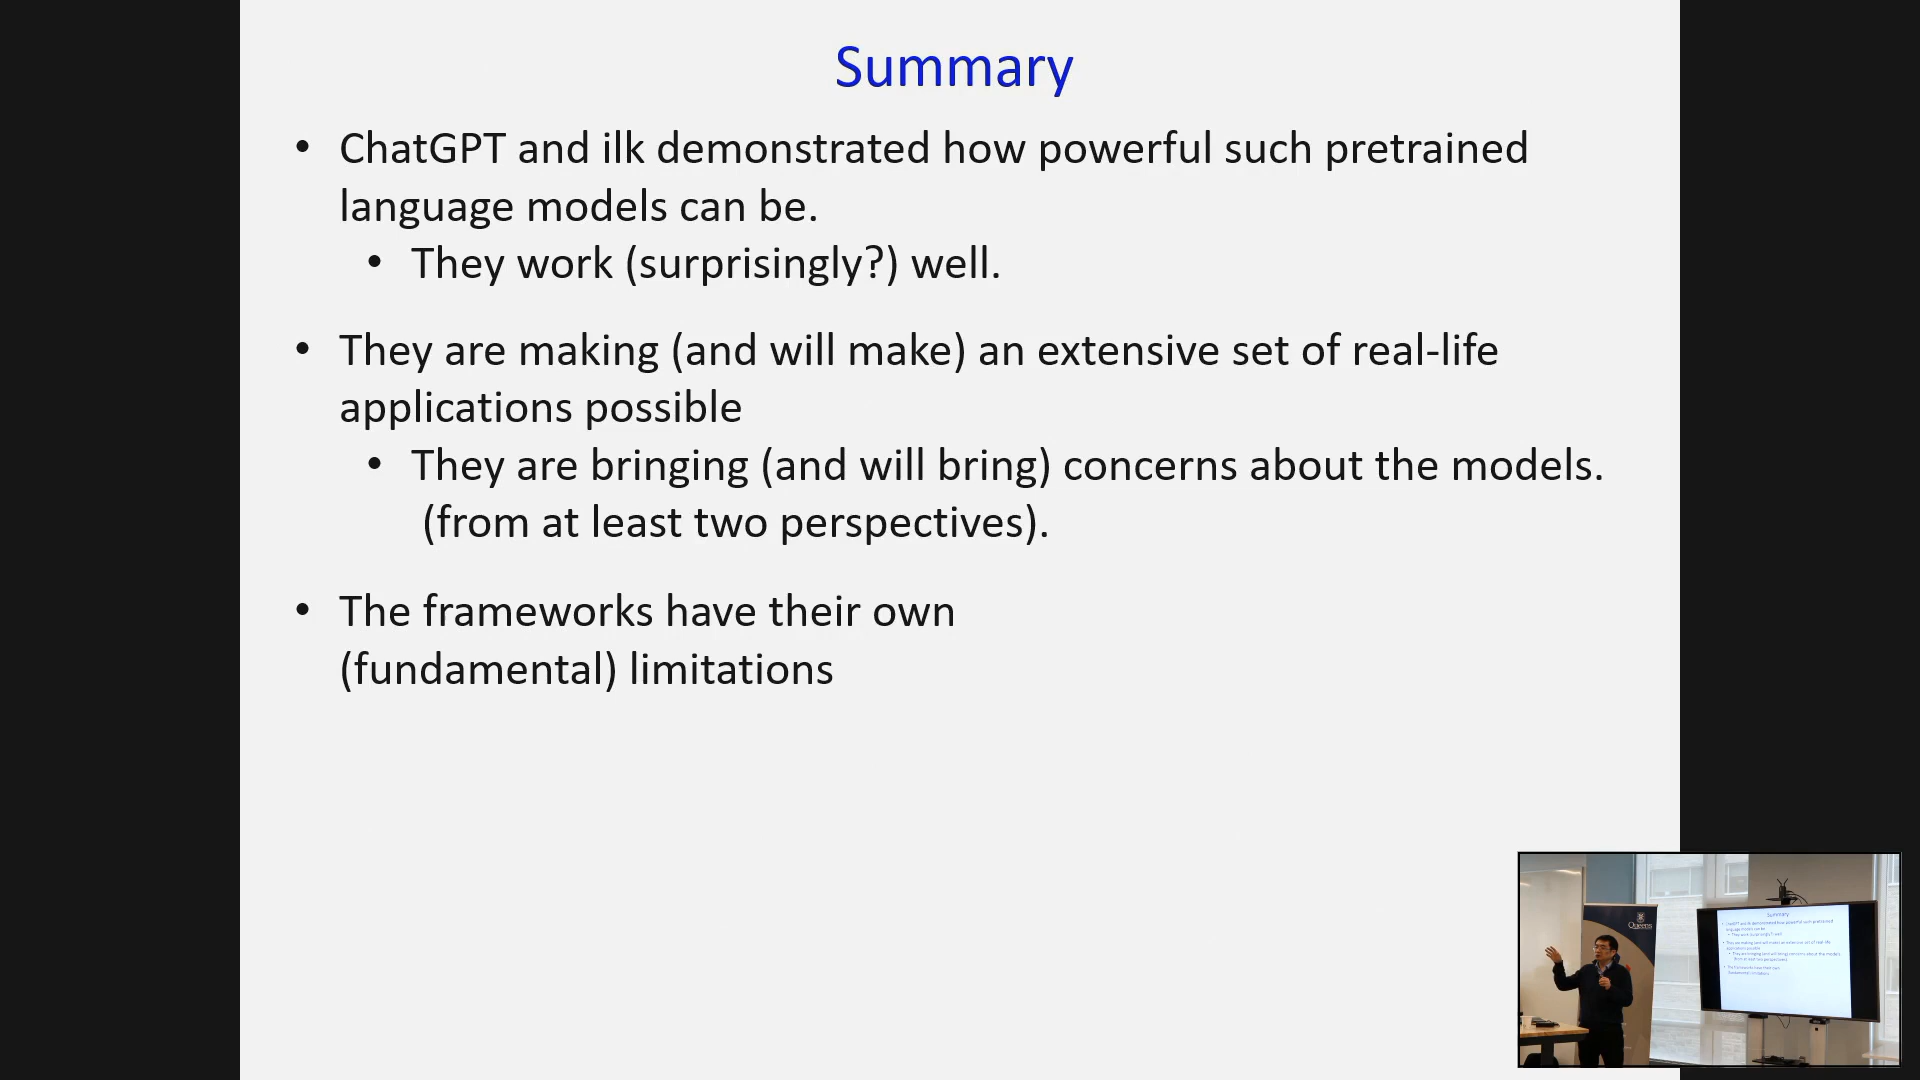 Summary
• ChatGPT and ilk demonstrated how powerful such pretrained
language models can be.
• They work (surprisingly?) well.
• They are making (and will make) an extensive set of real-life
applications possible
• They are bringing (and will bring) concerns about the models.
(from at least two perspectives).
• The frameworks have their own
(fundamental) limitations
Queen's
Summary